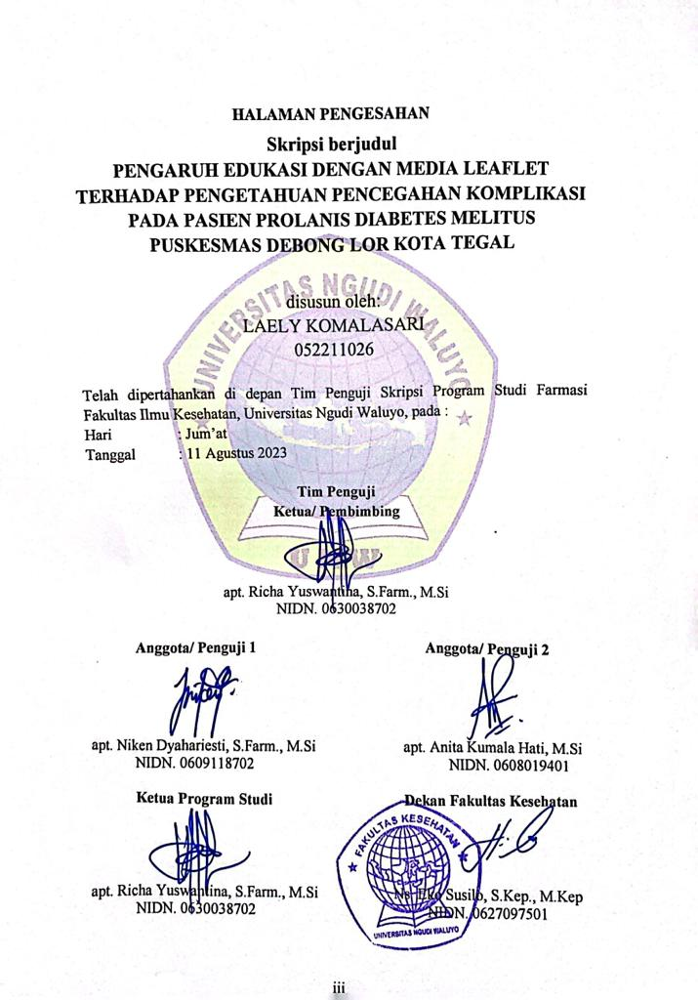 HALAMAN PENGESAHAN
Skripsi berjudul
PENGARUH EDUKASI DENGAN MEDIA LEAFLET
TERHADAP PENGETAHUAN PENCEGAHAN KOMPLIKASI
PADA PASIEN PROLANIS DIABETES MELITUS
PUSKESMAS DEBONG LOR KOTA TEGAL
UNIVERSITAS NGUDI WALUYO
disusun oleh:
LAELY KOMALASARI
052211026
Telah dipertahankan di depan Tim Penguji Skripsi Program Studi Farmasi
Fakultas Ilmu Kesehatan, Universitas Ngudi Waluyo, pada :
Hari : Jum'at
Tanggal : 11 Agustus 2023
Tim Penguji
Ketua/ Pembimbing
apt. Richa Yuswantina, S.Farm., M.Si
NIDN. 0630038702
Anggota/ Penguji 1 Anggota/ Penguji 2
apt. Niken Dyahariesti, S.Farm., M.Si apt. Anita Kumala Hati, M.Si
NIDN. 0609118702 NIDN. 0608019401
Ketua Program Studi Dekan Fakultas Kesehatan
FAKULTAS KESEHATAN
apt. Richa Yuswantina, S.Farm., M.Si Eko Susilo, S.Kep., M.Kep
NIDN. 0630038702 NIDN. 0627097501
UNIVERSITAS NGUDI WALUYO
iii